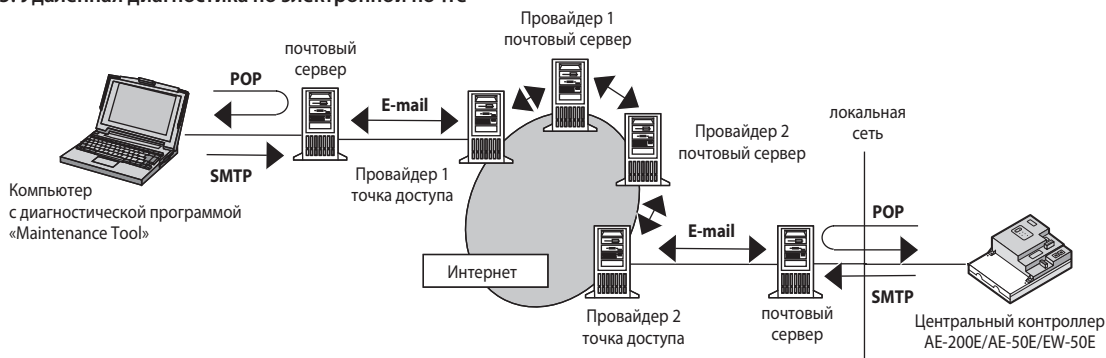 Удаленная диагностика по электронной почте
Провайдер 1
почтовый сервер
почтовый
сервер
POP
E-mail
SMTP
Компьютер
с диагностической программой
«Maintenance Tool»
Провайдер 1
точка доступа
Провайдер 2
почтовый сервер
локальная
сеть
Интернет
E-mail
POP
SMTP
Провайдер 2
точка доступа
почтовый
сервер
Центральный контроллер
AE-200E/AE-50E/EW-50E